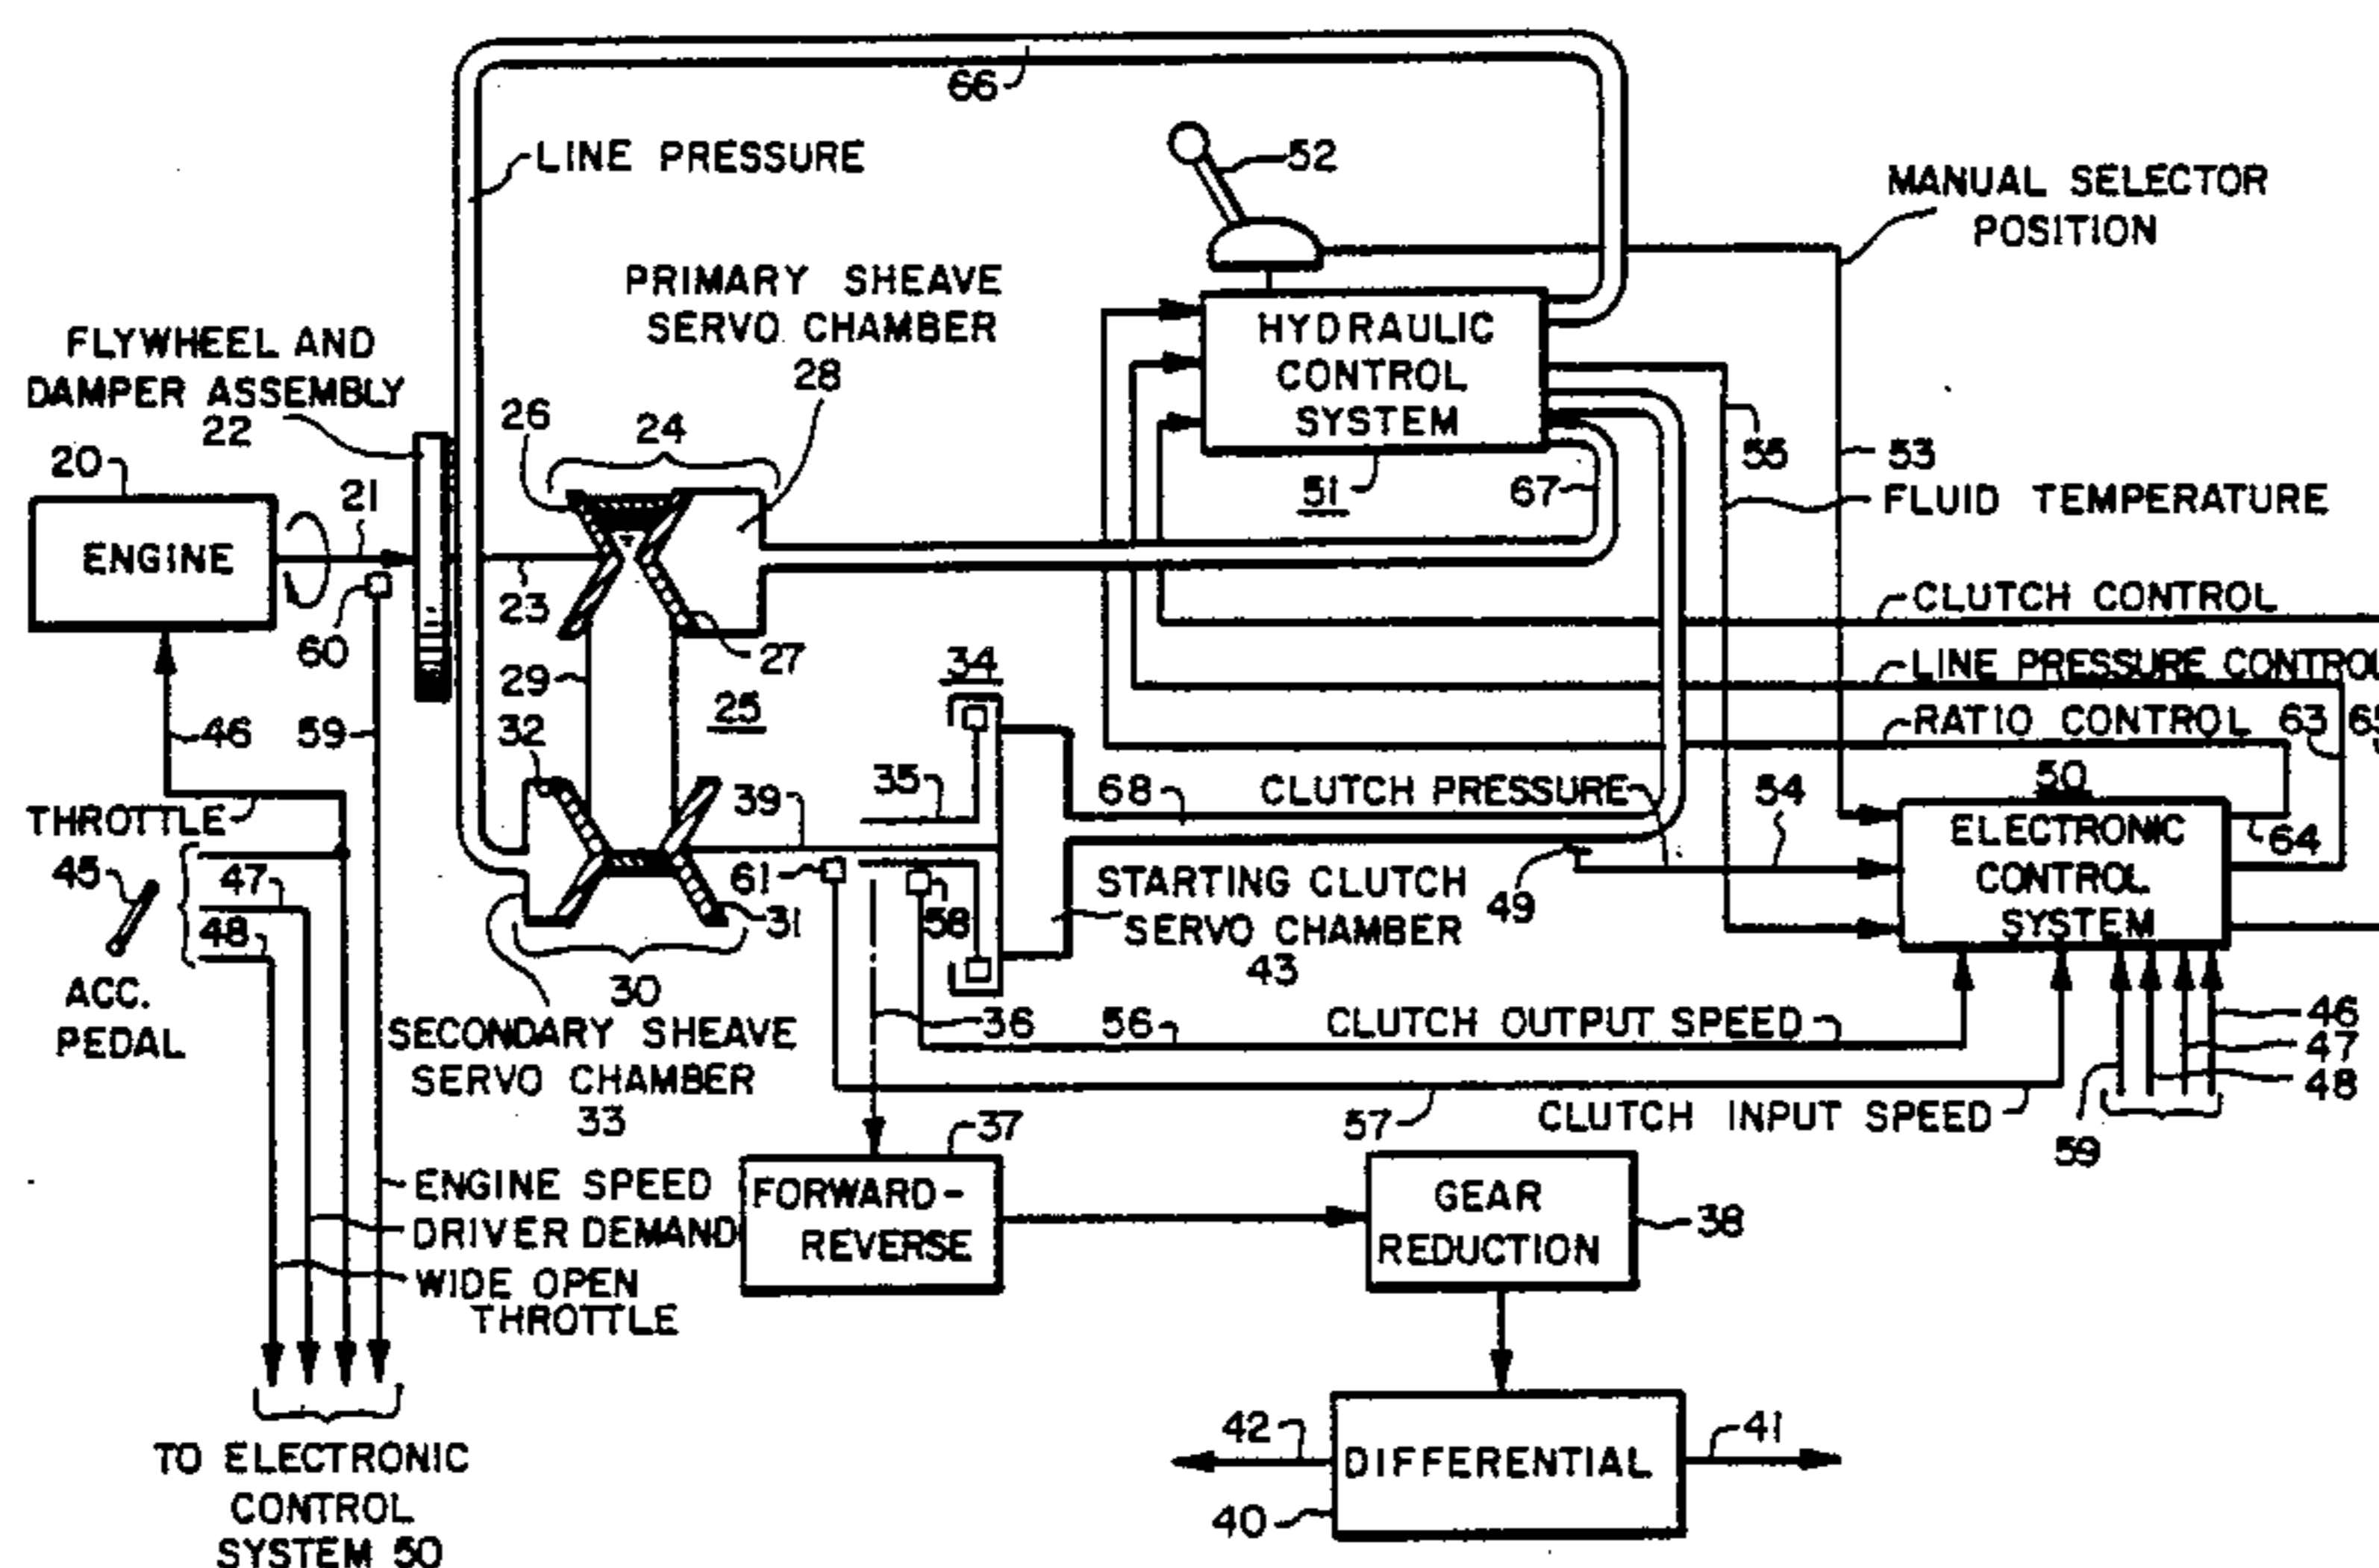 66
LINE PRESSURE
52
MANUAL SELECTOR
POSITION
PRIMARY SHEAVE
SERVO CHAMBER
28
HYDRAULIC
CONTROL
SYSTEM
51
FLYWHEEL AND
DAMPER ASSEMBLY
22
26
24
20
21
ENGINE
23
60
67
55
53
FLUID TEMPERATURE
CLUTCH CONTROL
LINE PRESSURE CONTROL
RATIO CONTROL
63
27
29
25
34
46
59
32
35
39
68
CLUTCH PRESSURE
54
50
ELECTRONIC
CONTROL
SYSTEM
64
THROTTLE
45
47
48
ACC.
PEDAL
61
58
31
30
STARTING CLUTCH
SERVO CHAMBER
43
49
SECONDARY SHEAVE
SERVO CHAMBER
33
36
56
CLUTCH OUTPUT SPEED
46
47
48
59
57
CLUTCH INPUT SPEED
37
FORWARD-
REVERSE
GEAR
REDUCTION
38
ENGINE SPEED
DRIVER DEMAND
WIDE OPEN
THROTTLE
42
41
DIFFERENTIAL
40
TO ELECTRONIC
CONTROL
SYSTEM 50